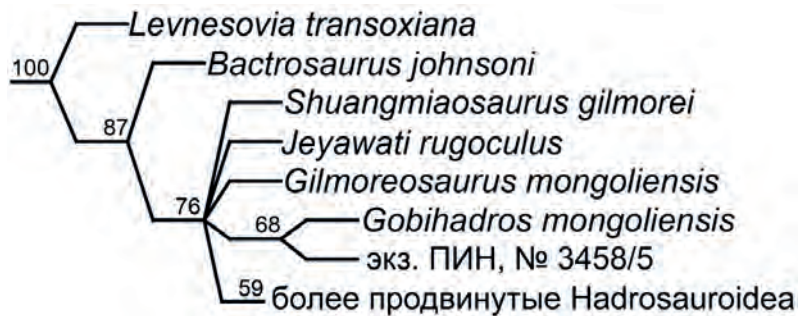 Levnesovia transoxiana
100
Bactrosaurus johnsoni
87
Shuangmiaosaurus gilmorei
Jeyawati rugoculus
Gilmoreosaurus mongoliensis
76
Gobihadros mongoliensis
68
экз. ПИН, № 3458/5
59 более продвинутые Hadrosauroidea